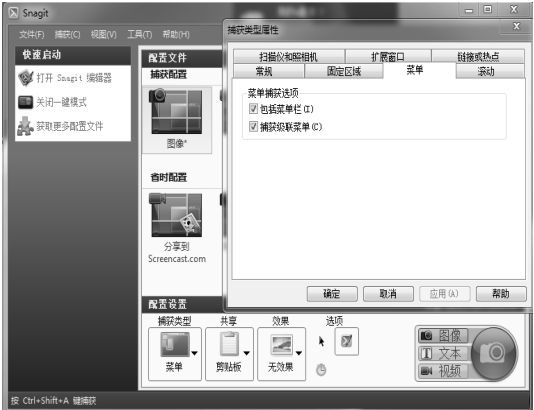 Snagit
文件(F) 捕获(C) 视图(V) 工具(T) 帮助(H)
快速启动
打开 Snagit 编辑器
关闭一键模式
获取更多配置文件
配置文件
捕获配置
图像*
省时配置
分享到
Screencast.com
配置设置
捕获类型 共享 效果 选项
菜单 剪贴板 无效果
图像
文本
视频
按 Ctrl+Shift+A 键捕获
捕获类型属性
扫描仪和照相机 扩展窗口 链接或热点
常规 固定区域 菜单 滚动
菜单捕获选项
包括菜单栏(I)
捕获级联菜单(C)
确定 取消 应用(A) 帮助